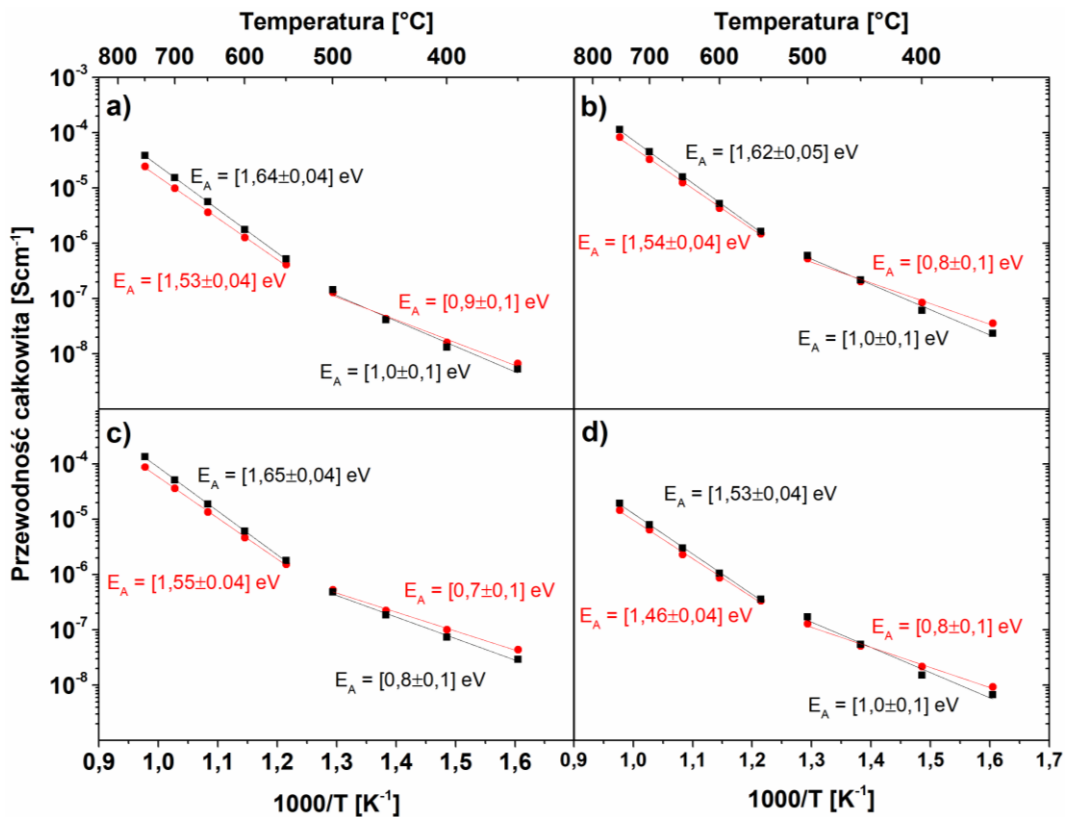 Temperatura [°C]
Temperatura [°C]
800 700 600 500 400
800 700 600 500 400
Przewodność całkowita [Scm⁻¹]
10⁻³
10⁻⁴
10⁻⁵
10⁻⁶
10⁻⁷
10⁻⁸
a)
E_A = [1,64±0,04] eV
E_A = [1,53±0,04] eV
E_A = [0,9±0,1] eV
E_A = [1,0±0,1] eV
b)
E_A = [1,62±0,05] eV
E_A = [1,54±0,04] eV
E_A = [0,8±0,1] eV
E_A = [1,0±0,1] eV
10⁻⁴
10⁻⁵
10⁻⁶
10⁻⁷
10⁻⁸
c)
E_A = [1,65±0,04] eV
E_A = [1,55±0.04] eV
E_A = [0,7±0,1] eV
E_A = [0,8±0,1] eV
d)
E_A = [1,53±0,04] eV
E_A = [1,46±0,04] eV
E_A = [0,8±0,1] eV
E_A = [1,0±0,1] eV
0,9 1,0 1,1 1,2 1,3 1,4 1,5 1,6
0,9 1,0 1,1 1,2 1,3 1,4 1,5 1,6 1,7
1000/T [K⁻¹]
1000/T [K⁻¹]